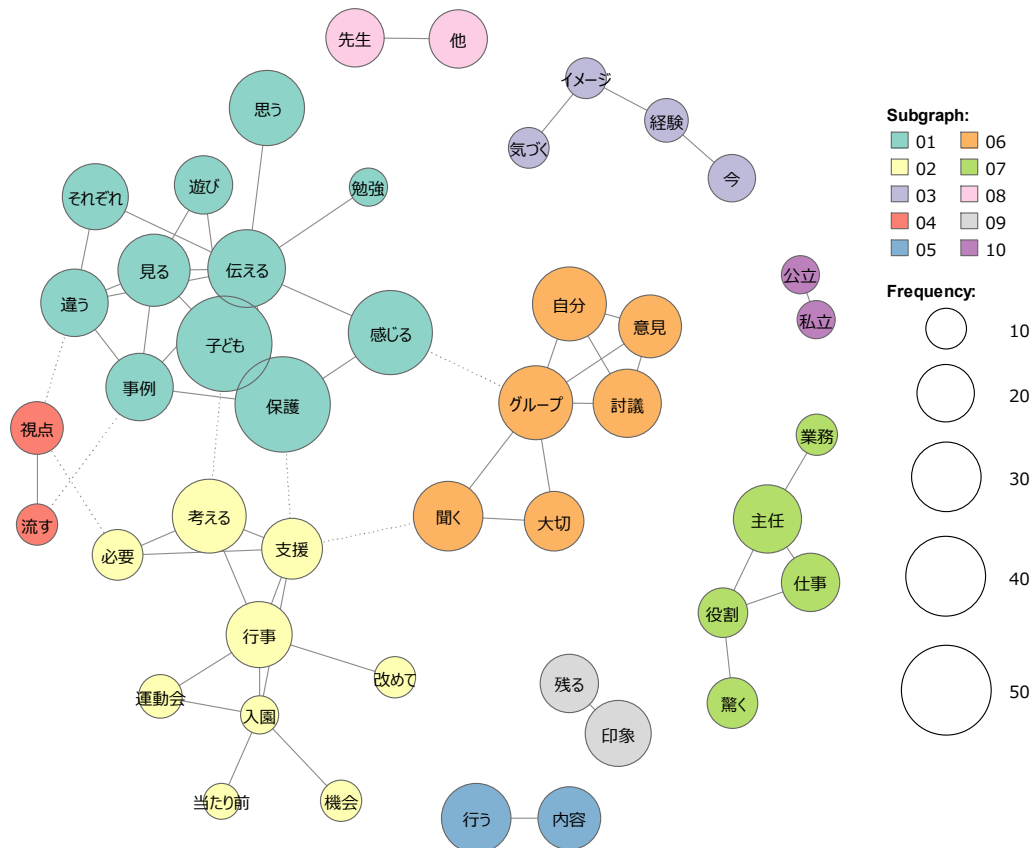 先生
他
イメージ
経験
気づく
今
思う
遊び
勉強
それぞれ
見る
伝える
違う
子ども
感じる
事例
保護
視点
流す
自分
意見
グループ
討議
聞く
大切
考える
支援
必要
行事
改めて
運動会
入園
当たり前
機会
公立
私立
業務
主任
仕事
役割
驚く
残る
印象
行う
内容
Subgraph:
01
02
03
04
05
06
07
08
09
10
Frequency:
10
20
30
40
50